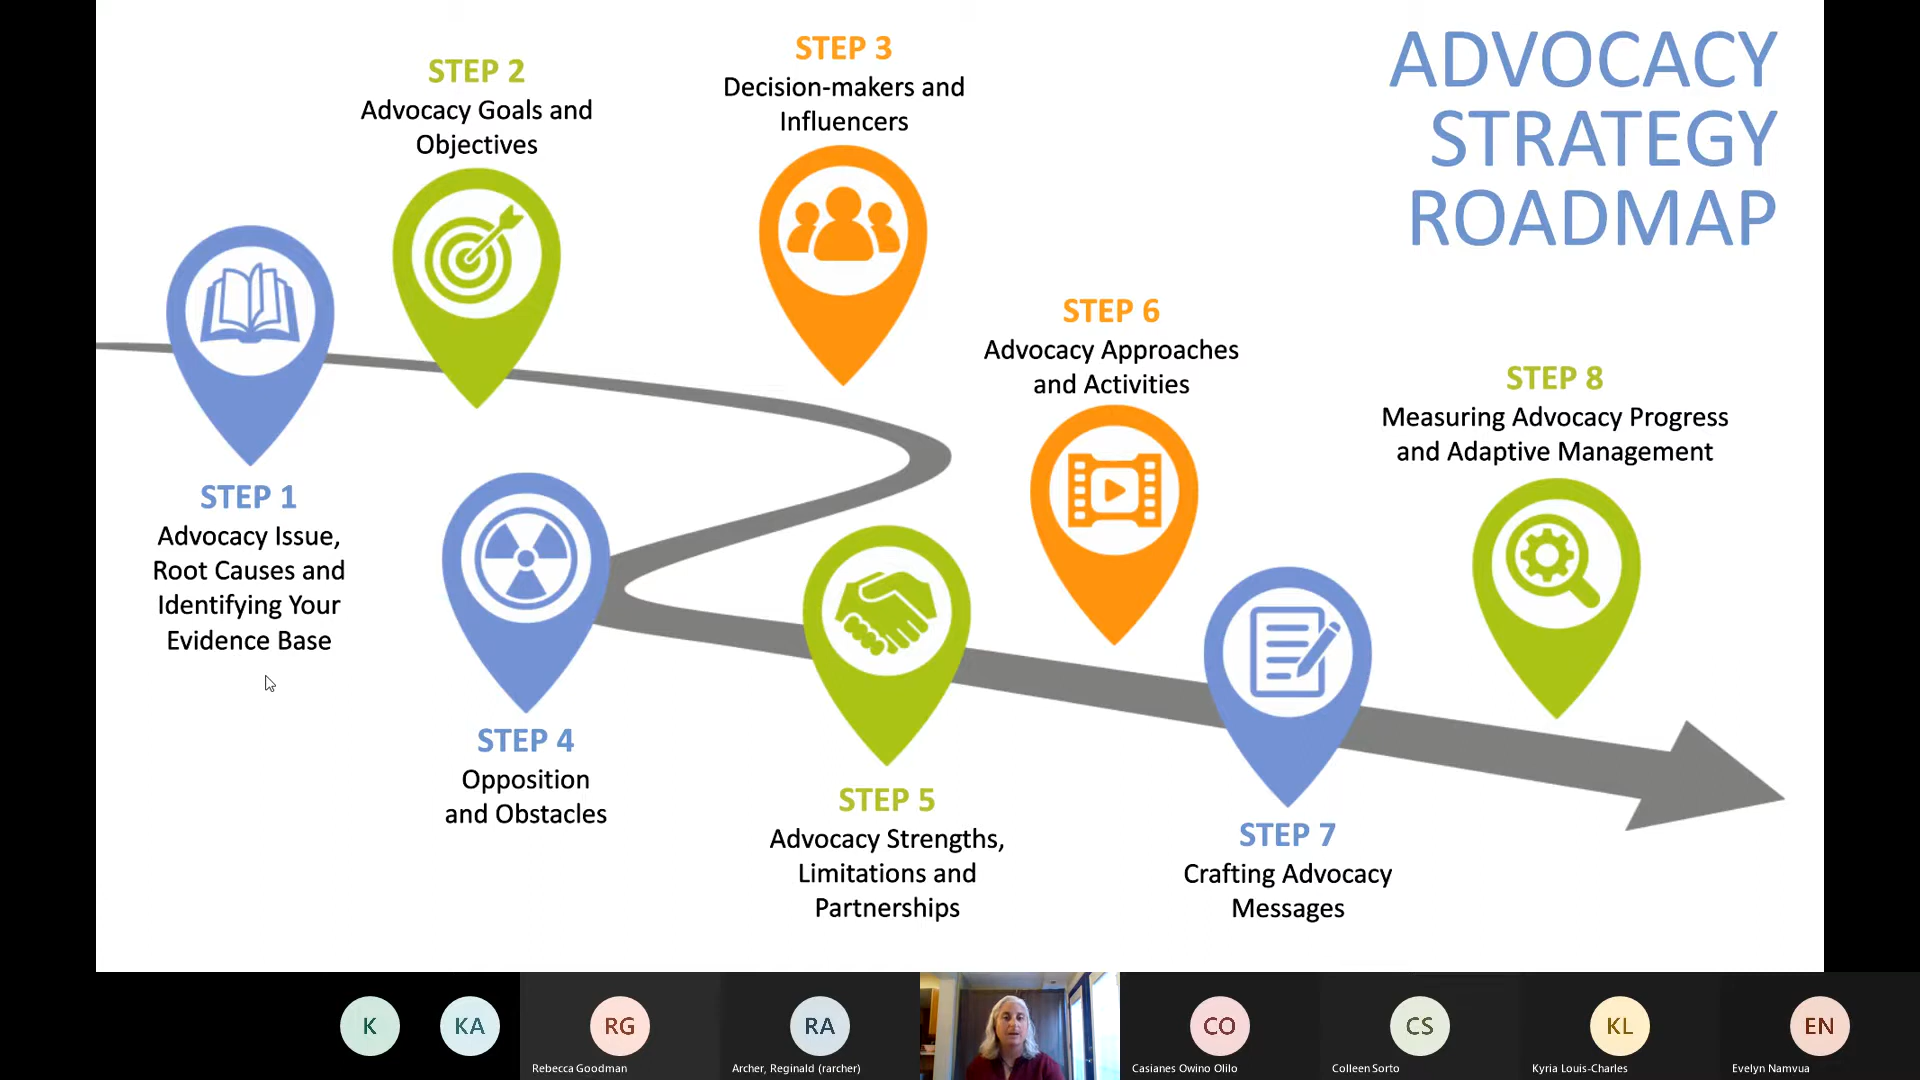 ADVOCACY
STRATEGY
ROADMAP
STEP 1
Advocacy Issue,
Root Causes and
Identifying Your
Evidence Base
STEP 2
Advocacy Goals and
Objectives
STEP 3
Decision-makers and
Influencers
STEP 4
Opposition
and Obstacles
STEP 5
Advocacy Strengths,
Limitations and
Partnerships
STEP 6
Advocacy Approaches
and Activities
STEP 7
Crafting Advocacy
Messages
STEP 8
Measuring Advocacy Progress
and Adaptive Management
K
KA
RG
Rebecca Goodman
RA
Archer, Reginald (rarcher)
CO
Casianes Owino Olilo
CS
Colleen Sorto
KL
Kyria Louis-Charles
EN
Evelyn Namvua